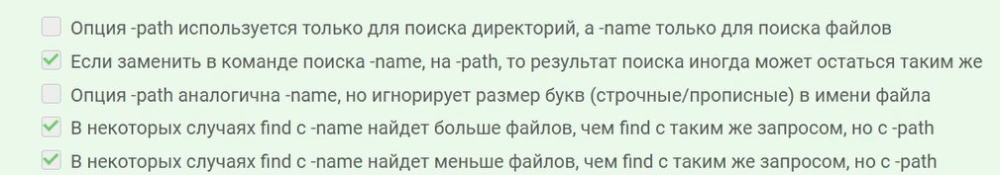 Опция -path используется только для поиска директорий, а -name только для поиска файлов
Если заменить в команде поиска -name, на -path, то результат поиска иногда может остаться таким же
Опция -path аналогична -name, но игнорирует размер букв (строчные/прописные) в имени файла
В некоторых случаях find с -name найдет больше файлов, чем find с таким же запросом, но с -path
В некоторых случаях find с -name найдет меньше файлов, чем find с таким же запросом, но с -path